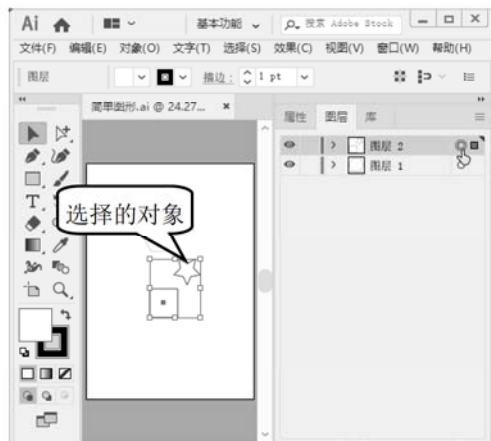 Ai 基本功能 搜索 Adobe Stock
文件(F) 编辑(E) 对象(O) 文字(T) 选择(S) 效果(C) 视图(V) 窗口(W) 帮助(H)
图层 描边: 1 pt
简单图形.ai @ 24.27... ×
属性 图层 库
图层 2
图层 1
选择的对象